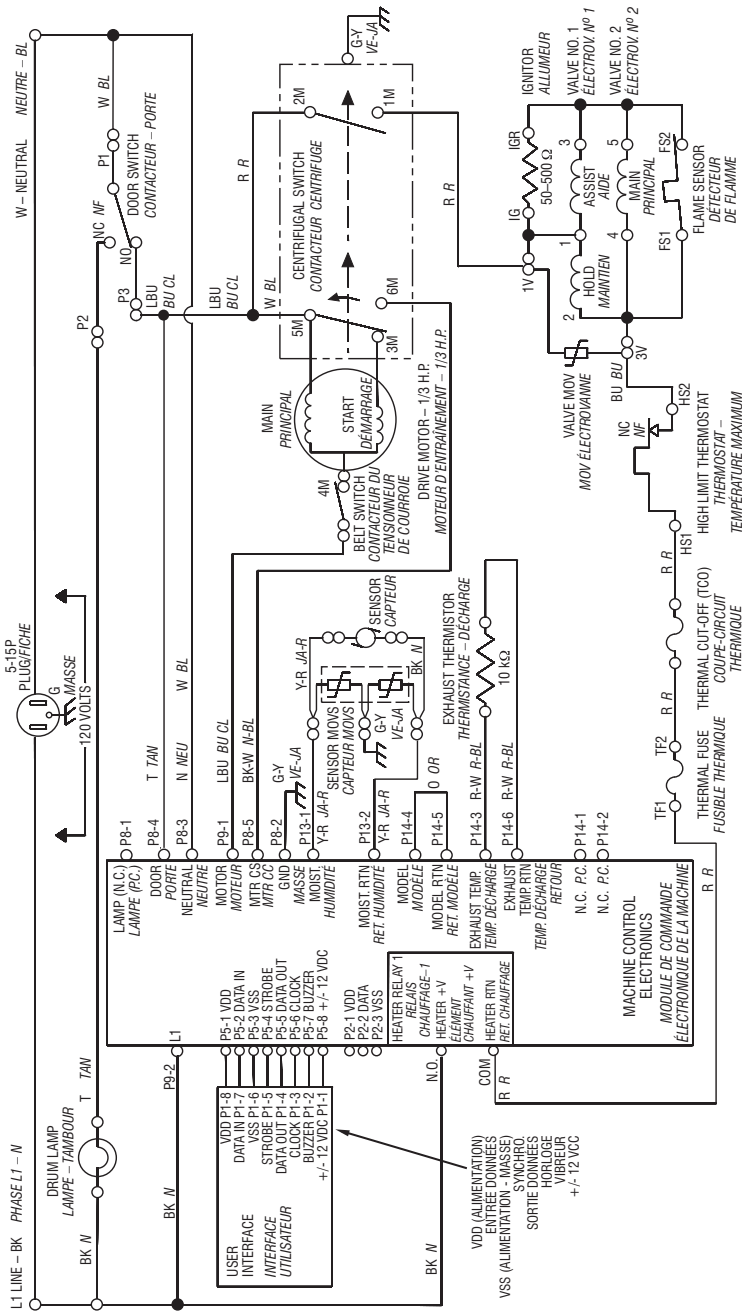 L1 LINE – BK PHASE L1 – N
5-15P
PLUG/FICHE
G
MASSE
120 VOLTS
W – NEUTRAL NEUTRE – BL
BK N
DRUM LAMP
LAMPE – TAMBOUR
T TAN
P2
NC NF
NO
P1
W BL
DOOR SWITCH
CONTACTEUR – PORTE
P3
LBU
BU CL
BK N
P9-2
L1
P8-1
P8-4
T TAN
P8-3
N NEU
W BL
P9-1
LBU BU CL
P8-5
BK-W N-BL
P8-2
G-Y
VE-JA
P13-1
Y-R JA-R
P13-2
Y-R JA-R
P14-4
O OR
P14-5
P14-3
R-W R-BL
P14-6
R-W R-BL
P14-1
P14-2
LAMP (N.C.)
LAMPE (P.C.)
DOOR
PORTE
NEUTRAL
NEUTRE
MOTOR
MOTEUR
MTR CS
MTR CC
GND
MASSE
MOIST.
HUMIDITÉ
MOIST. RTN
RET. HUMIDITÉ
MODEL
MODÈLE
MODEL RTN
RET. MODÈLE
EXHAUST TEMP.
TEMP. DÉCHARGE
EXHAUST
TEMP. RTN
TEMP. DÉCHARGE
RETOUR
N.C. P.C.
N.C. P.C.
MACHINE CONTROL
ELECTRONICS
MODULE DE COMMANDE
ÉLECTRONIQUE DE LA MACHINE
P5-1 VDD
P5-2 DATA IN
P5-3 VSS
P5-4 STROBE
P5-5 DATA OUT
P5-6 CLOCK
P5-7 BUZZER
P5-8 +/- 12 VDC
P2-1 VDD
P2-2 DATA
P2-3 VSS
HEATER RELAY 1
RELAIS
CHAUFFAGE–1
HEATER +V
ÉLÉMENT
CHAUFFANT +V
HEATER RTN
RET. CHAUFFAGE
N.O.
COM
R R
BK N
USER
INTERFACE
INTERFACE
UTILISATEUR
VDD P1-8
DATA IN P1-7
VSS P1-6
STROBE P1-5
DATA OUT P1-4
CLOCK P1-3
BUZZER P1-2
+/- 12 VDC P1-1
VDD (ALIMENTATION)
ENTRÉE DONNÉES
VSS (ALIMENTATION - MASSE)
SYNCHRO.
SORTIE DONNÉES
HORLOGE
VIBREUR
+/- 12 VCC
SENSOR MOVS
CAPTEUR MOVS
Y-R JA-R
G-Y
VE-JA
BK N
SENSOR
CAPTEUR
EXHAUST THERMISTOR
THERMISTANCE – DÉCHARGE
10 kΩ
4M
BELT SWITCH
CONTACTEUR DU
TENSIONNEUR
DE COURROIE
MAIN
PRINCIPAL
START
DÉMARRAGE
DRIVE MOTOR – 1/3 H.P.
MOTEUR D'ENTRAÎNEMENT – 1/3 H.P.
LBU
BU CL
W BL
5M
3M
6M
CENTRIFUGAL SWITCH
CONTACTEUR CENTRIFUGE
R R
2M
1M
G-Y
VE-JA
R R
TF1
TF2
THERMAL FUSE
FUSIBLE THERMIQUE
R R
R R
THERMAL CUT-OFF (TCO)
COUPE-CIRCUIT
THERMIQUE
R R
HS1
HS2
NC
NF
HIGH LIMIT THERMOSTAT
THERMOSTAT –
TEMPÉRATURE MAXIMUM
BU BU
3V
VALVE MOV
MOV ÉLECTROVANNE
1V
IG
IGR
50–500 Ω
IGNITOR
ALLUMEUR
2
HOLD
MAINTIEN
1
ASSIST
AIDE
3
VALVE NO. 1
ÉLECTROV. Nº 1
4
MAIN
PRINCIPAL
5
VALVE NO. 2
ÉLECTROV. Nº 2
FS1
FS2
FLAME SENSOR
DÉTECTEUR
DE FLAMME